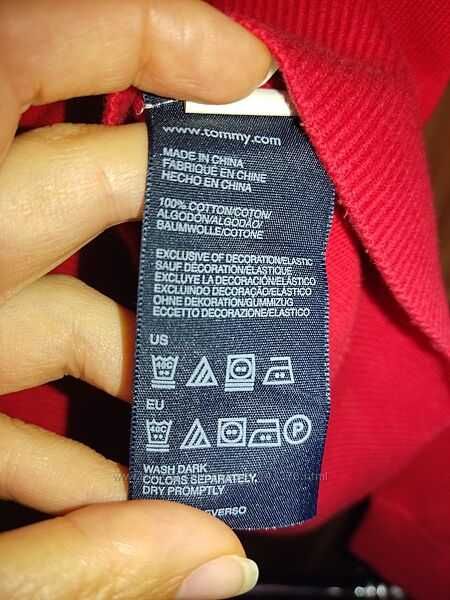 www.tommy.com
MADE IN CHINA
FABRIQUÉ EN CHINE
HECHO EN CHINA
100% COTTON/COTON/
ALGODÓN/ALGODÃO/
BAUMWOLLE/COTONE
EXCLUSIVE OF DECORATION/ELASTIC
SAUF DÉCORATION/ÉLASTIQUE
EXCLUYE LA DECORACIÓN/ELÁSTICO
EXCLUINDO DECORAÇÃO/ELÁSTICO
OHNE DEKORATION/GUMMIZUG
ECCETTO DECORAZIONE/ELASTICO
US
40C
EU
40C P
WASH DARK
COLORS SEPARATELY.
DRY PROMPTLY